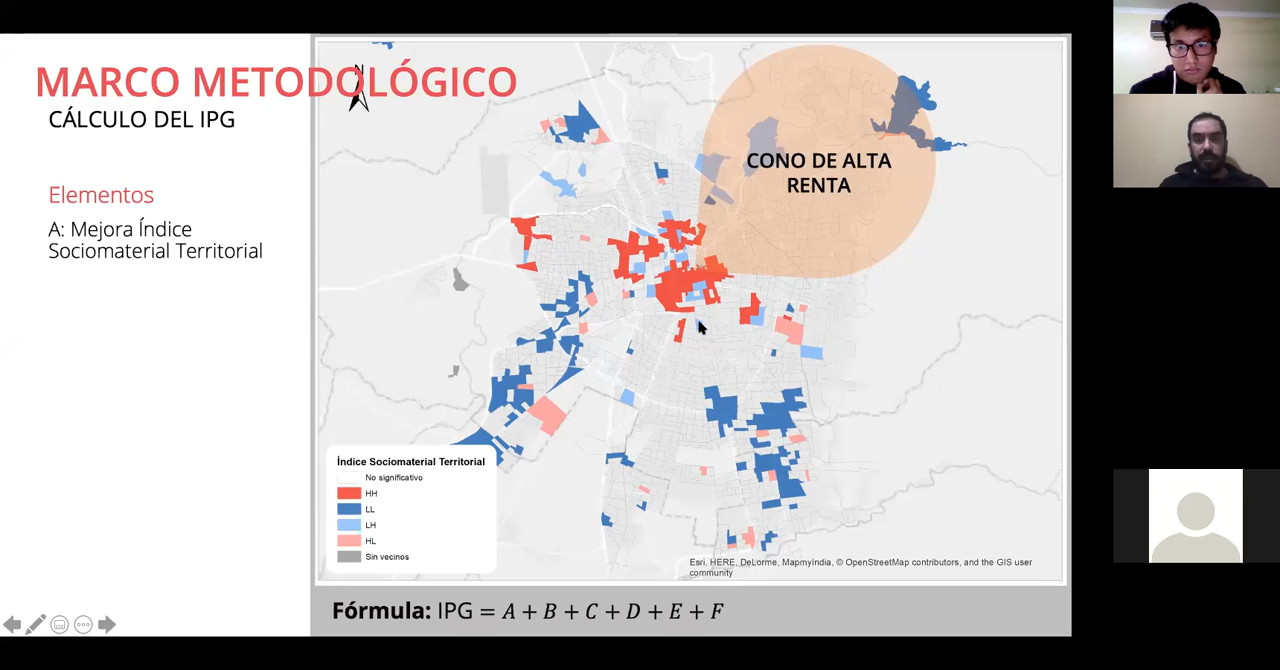 MARCO METODOLÓGICO
CÁLCULO DEL IPG
Elementos
A: Mejora Índice
Sociomaterial Territorial
N
CONO DE ALTA
RENTA
Índice Sociomaterial Territorial
No significativo
HH
LL
LH
HL
Sin vecinos
Esri, HERE, DeLorme, MapmyIndia, © OpenStreetMap contributors, and the GIS user
community
Fórmula: IPG = A + B + C + D + E + F